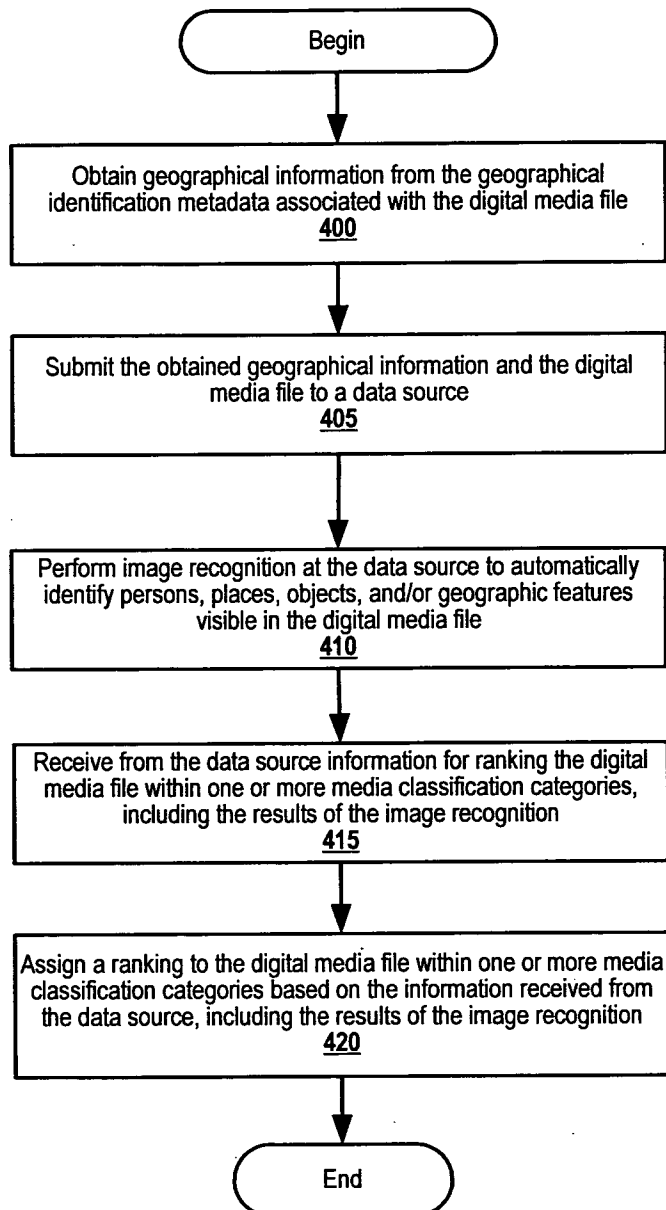 Begin
Obtain geographical information from the geographical
identification metadata associated with the digital media file
400
Submit the obtained geographical information and the digital
media file to a data source
405
Perform image recognition at the data source to automatically
identify persons, places, objects, and/or geographic features
visible in the digital media file
410
Receive from the data source information for ranking the digital
media file within one or more media classification categories,
including the results of the image recognition
415
Assign a ranking to the digital media file within one or more media
classification categories based on the information received from
the data source, including the results of the image recognition
420
End